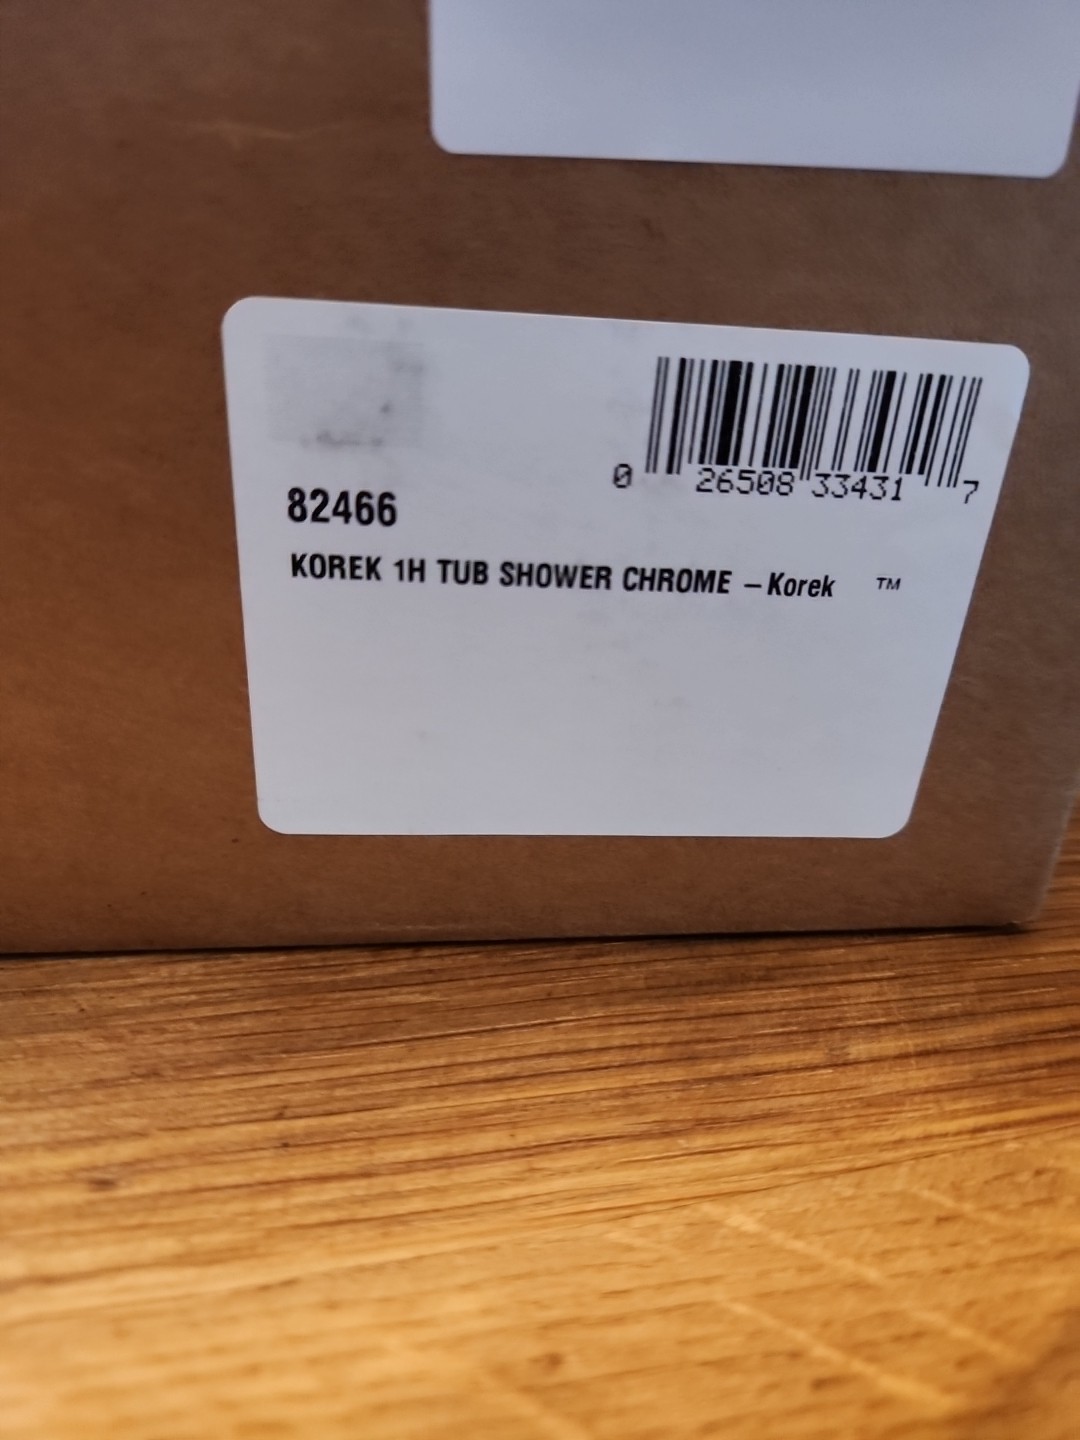 0 26508 33431 7
82466
KOREK 1H TUB SHOWER CHROME – Korek ™